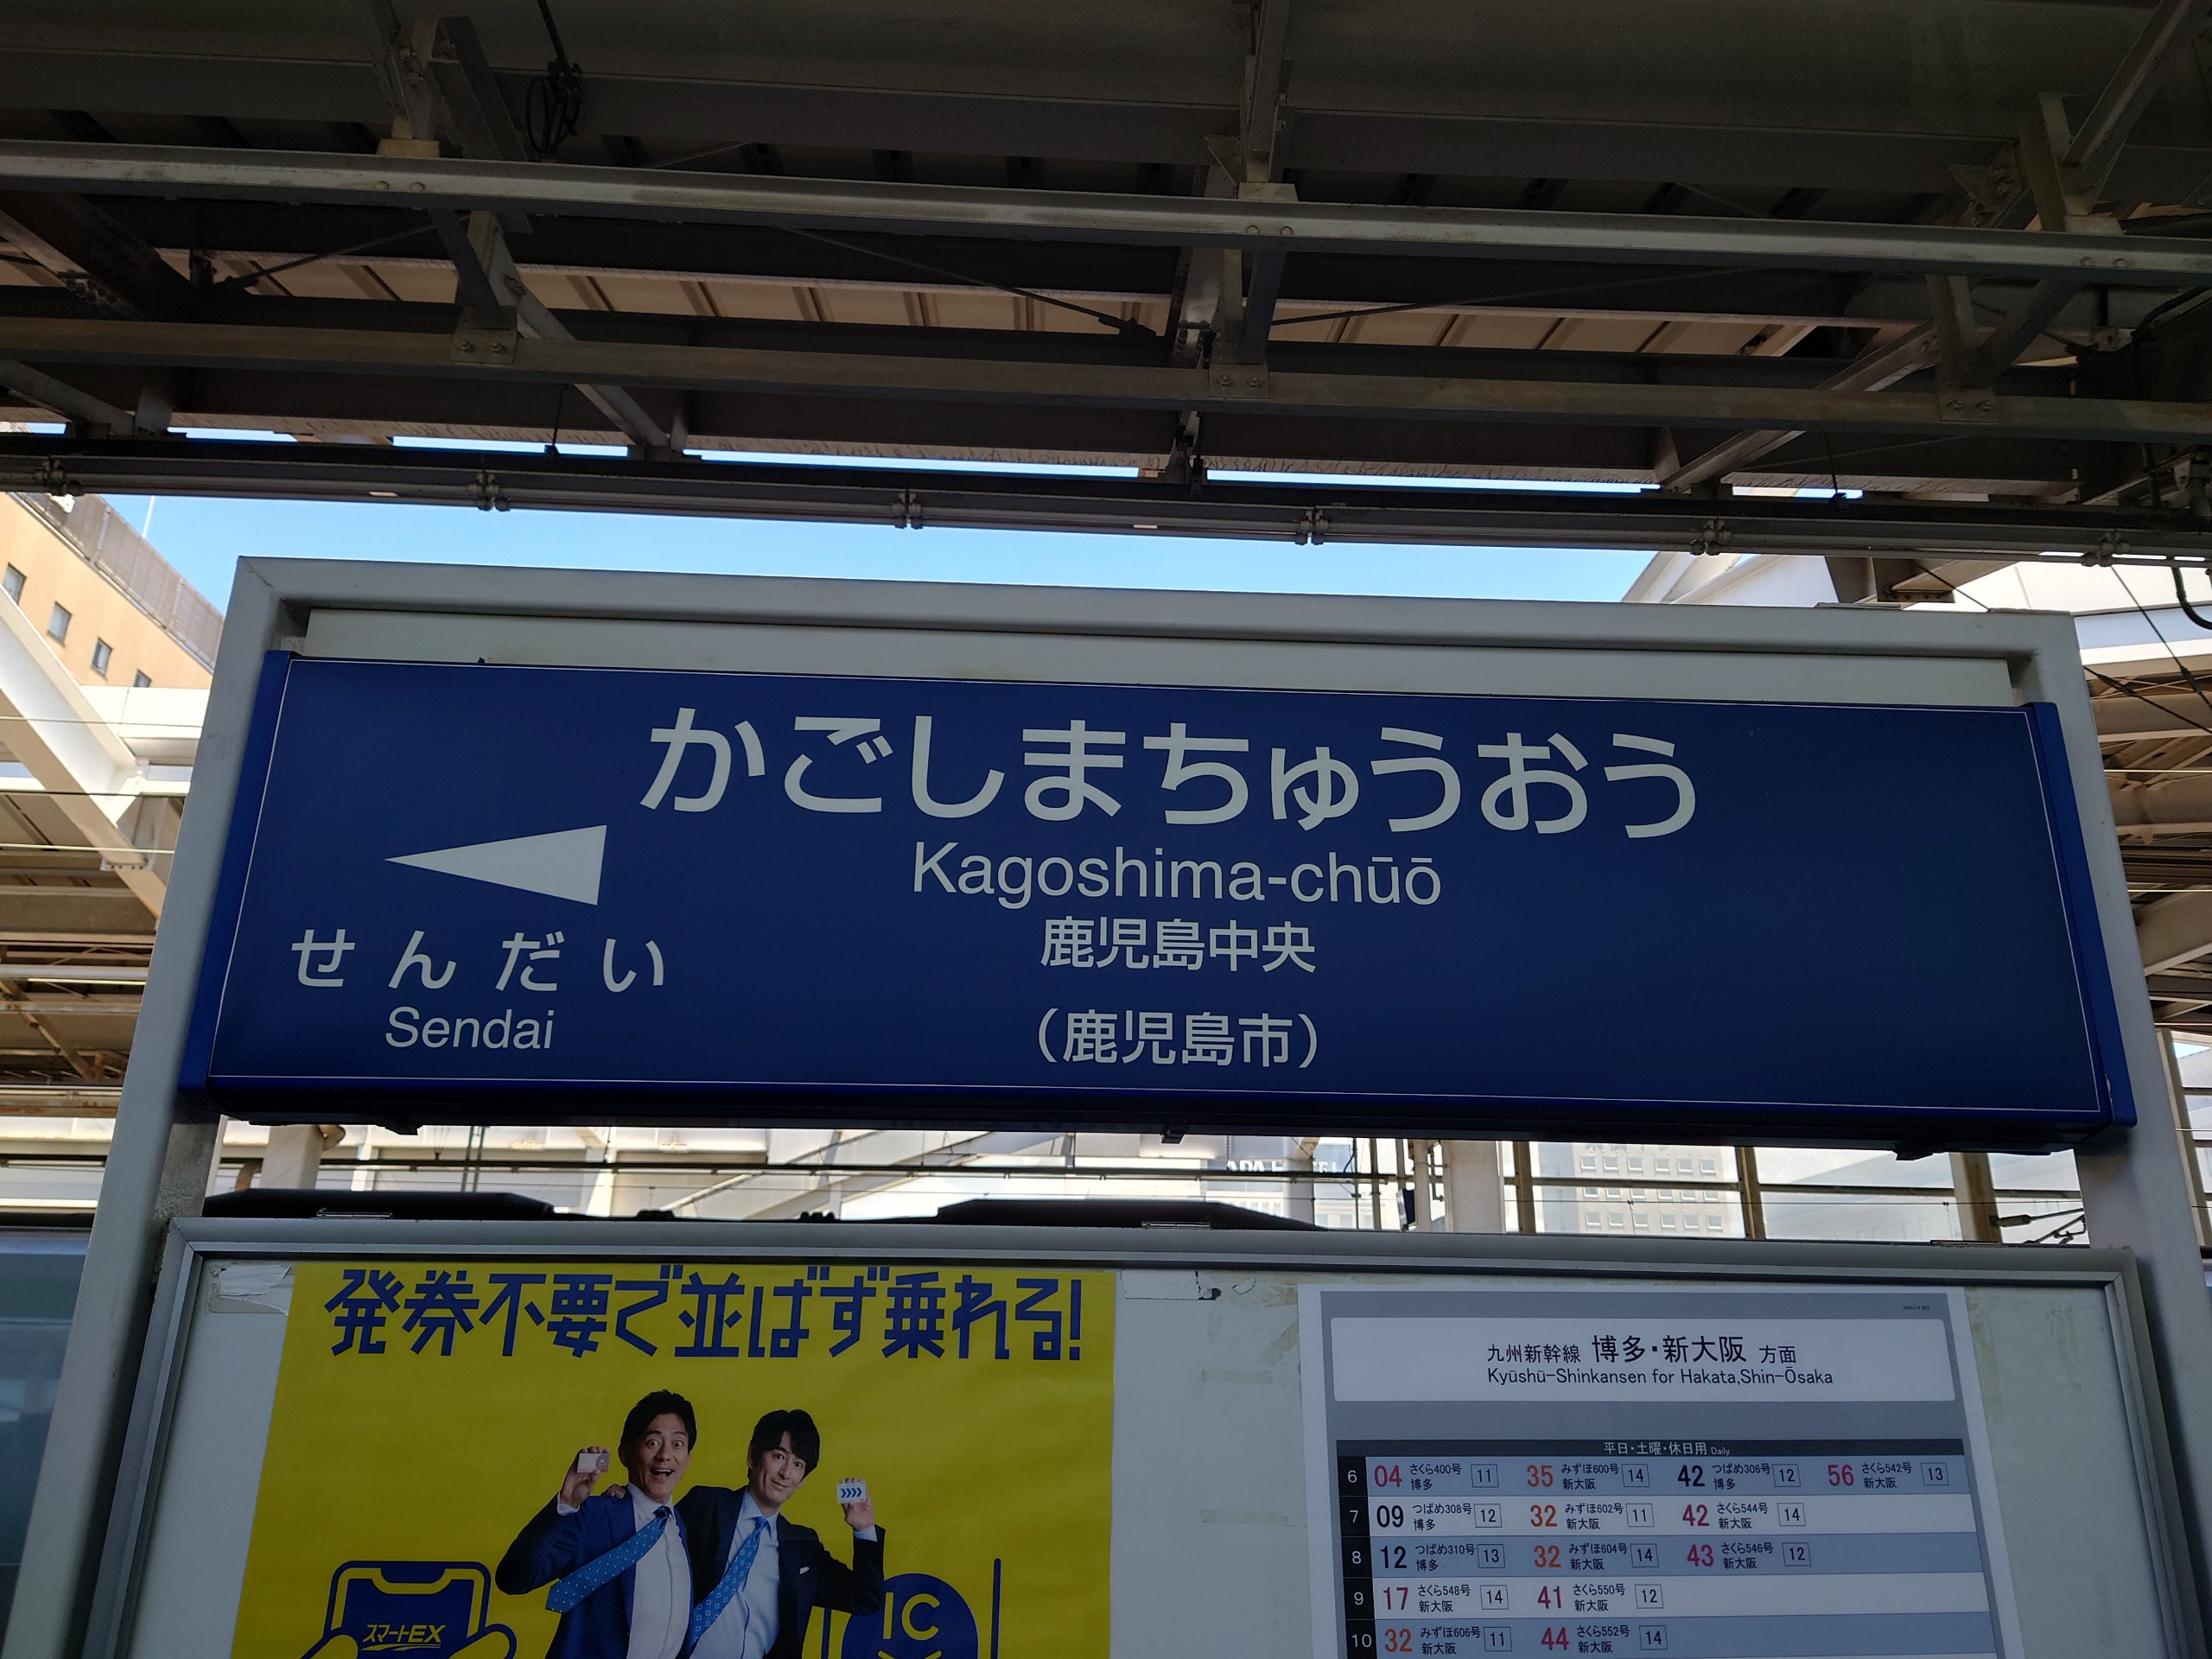 かごしまちゅうおう
Kagoshima-chūō
鹿児島中央
(鹿児島市)
せんだい
Sendai
発券不要で並ばず乗れる!
スマートEX
IC
九州新幹線 博多・新大阪 方面
Kyūshū-Shinkansen for Hakata,Shin-Ōsaka
平日・土曜・休日用 Daily
6 04 さくら400号 博多 11 35 みずほ600号 新大阪 14 42 つばめ306号 博多 12 56 さくら542号 新大阪 13
7 09 つばめ308号 博多 12 32 みずほ602号 新大阪 11 42 さくら544号 新大阪 14
8 12 つばめ310号 博多 13 32 みずほ604号 新大阪 14 43 さくら546号 新大阪 12
9 17 さくら548号 新大阪 14 41 さくら550号 新大阪 12
10 32 みずほ606号 新大阪 11 44 さくら552号 新大阪 14